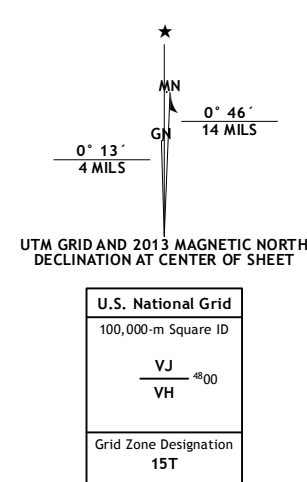 ★
MN
0° 46´
14 MILS
GN
0° 13´
4 MILS
UTM GRID AND 2013 MAGNETIC NORTH
DECLINATION AT CENTER OF SHEET
U.S. National Grid
100,000-m Square ID
VJ
4800
VH
Grid Zone Designation
15T